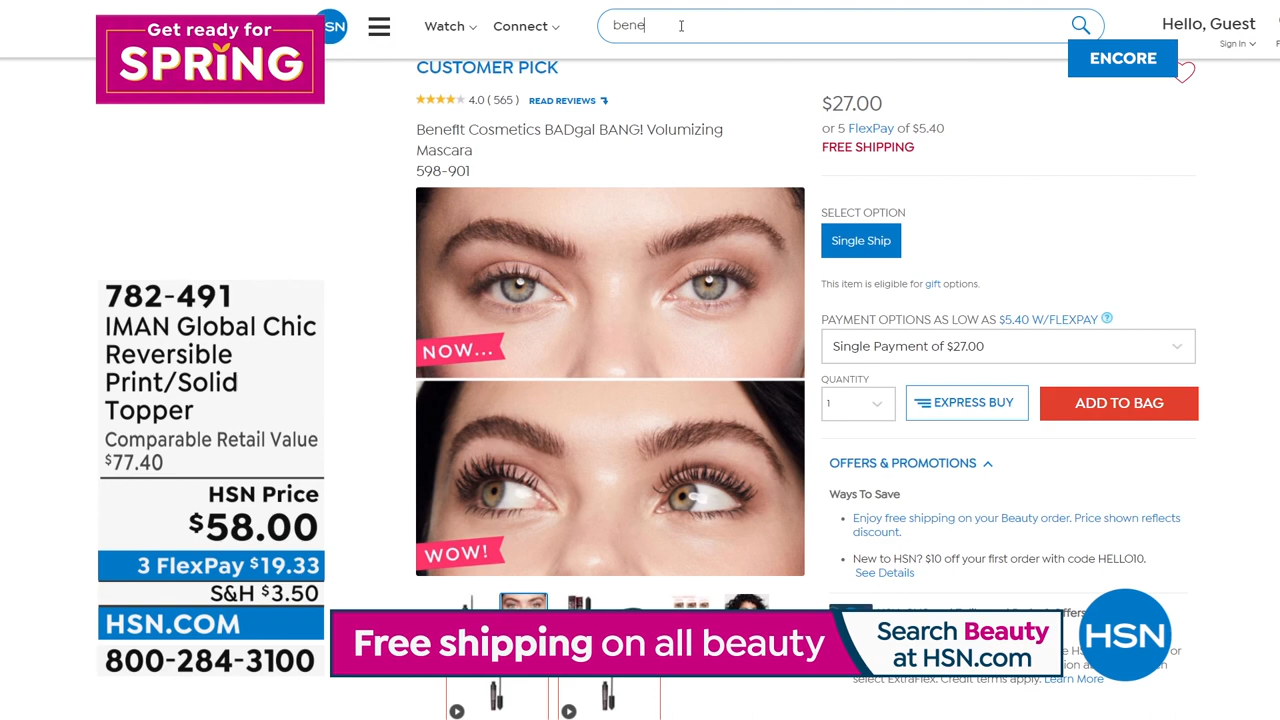 Get ready for
SPRING
SN
Watch
Connect
bene
Hello, Guest
Sign In
ENCORE
CUSTOMER PICK
4.0 ( 565 ) READ REVIEWS
Benefit Cosmetics BADgal BANG! Volumizing
Mascara
598-901
NOW...
WOW!
$27.00
or 5 FlexPay of $5.40
FREE SHIPPING
SELECT OPTION
Single Ship
This item is eligible for gift options.
PAYMENT OPTIONS AS LOW AS $5.40 W/FLEXPAY ?
Single Payment of $27.00
QUANTITY
1
EXPRESS BUY
ADD TO BAG
OFFERS & PROMOTIONS
Ways To Save
• Enjoy free shipping on your Beauty order. Price shown reflects
discount.
• New to HSN? $10 off your first order with code HELLO10.
See Details
select ExtraFlex. Credit terms apply. Learn More
782-491
IMAN Global Chic
Reversible
Print/Solid
Topper
Comparable Retail Value
$77.40
HSN Price
$58.00
3 FlexPay $19.33
S&H $3.50
HSN.COM
800-284-3100
Free shipping on all beauty
Search Beauty
at HSN.com
HSN